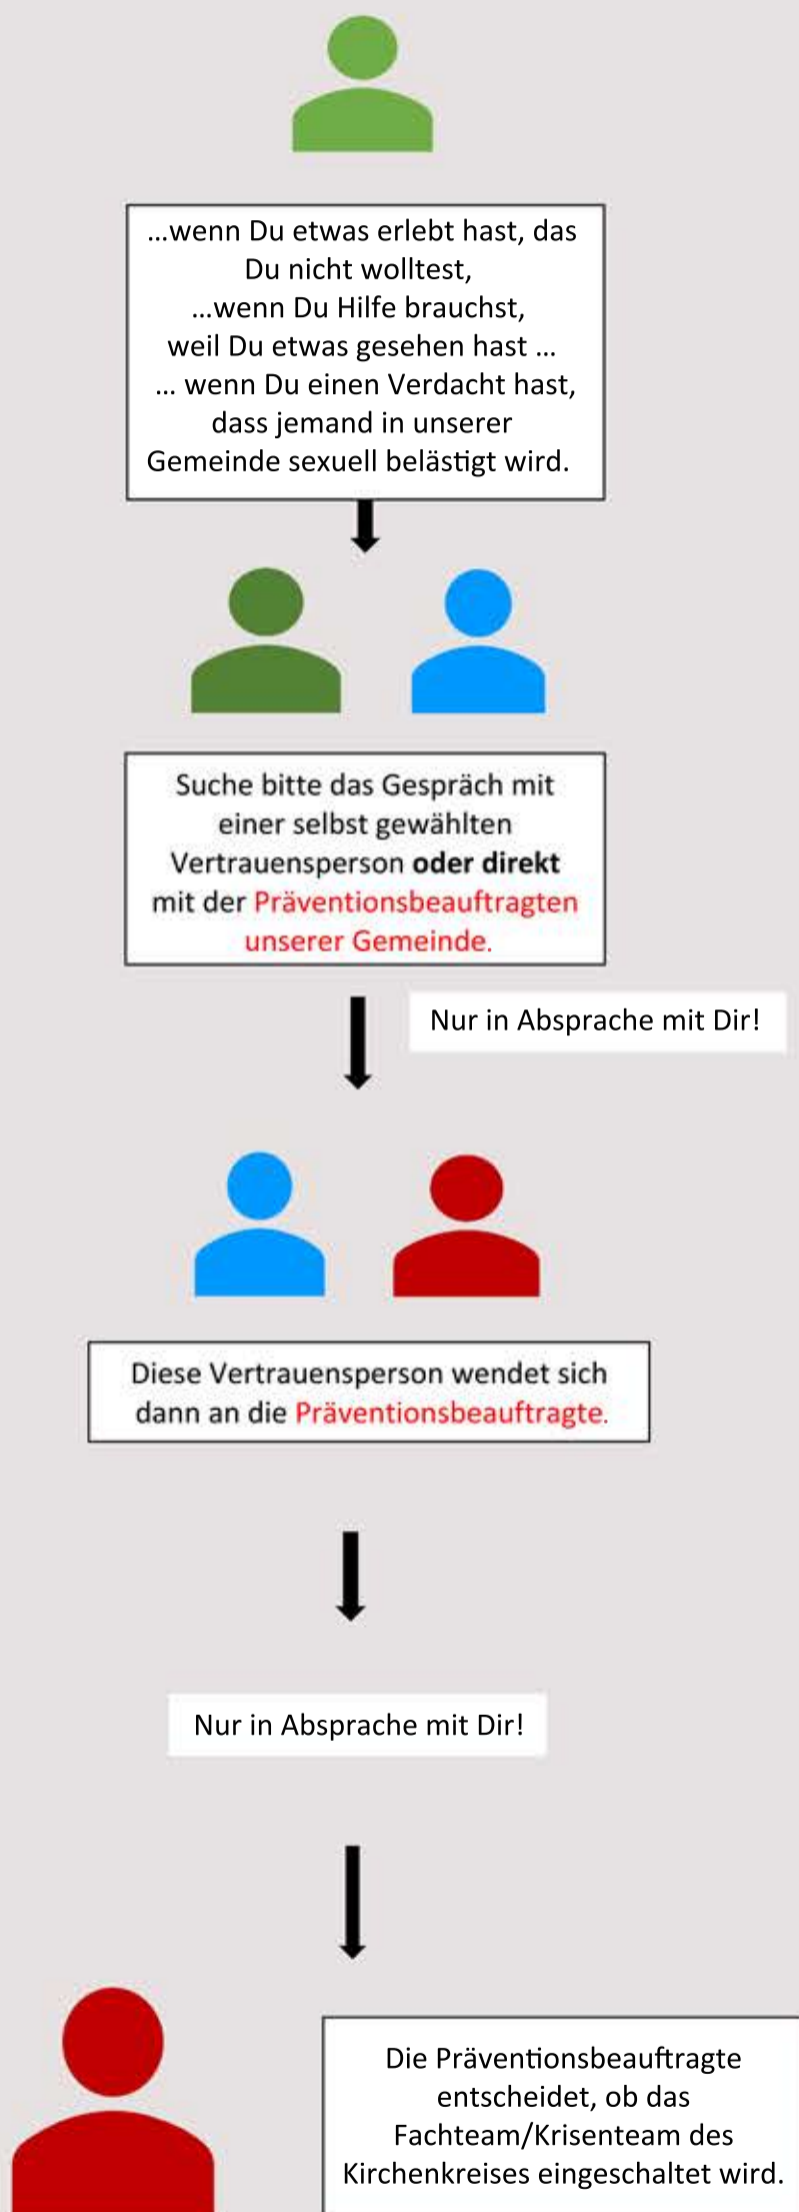 ...wenn Du etwas erlebt hast, das
Du nicht wolltest,
...wenn Du Hilfe brauchst,
weil Du etwas gesehen hast ...
... wenn Du einen Verdacht hast,
dass jemand in unserer
Gemeinde sexuell belästigt wird.
Suche bitte das Gespräch mit
einer selbst gewählten
Vertrauensperson oder direkt
mit der Präventionsbeauftragten
unserer Gemeinde.
Nur in Absprache mit Dir!
Diese Vertrauensperson wendet sich
dann an die Präventionsbeauftragte.
Nur in Absprache mit Dir!
Die Präventionsbeauftragte
entscheidet, ob das
Fachteam/Krisenteam des
Kirchenkreises eingeschaltet wird.